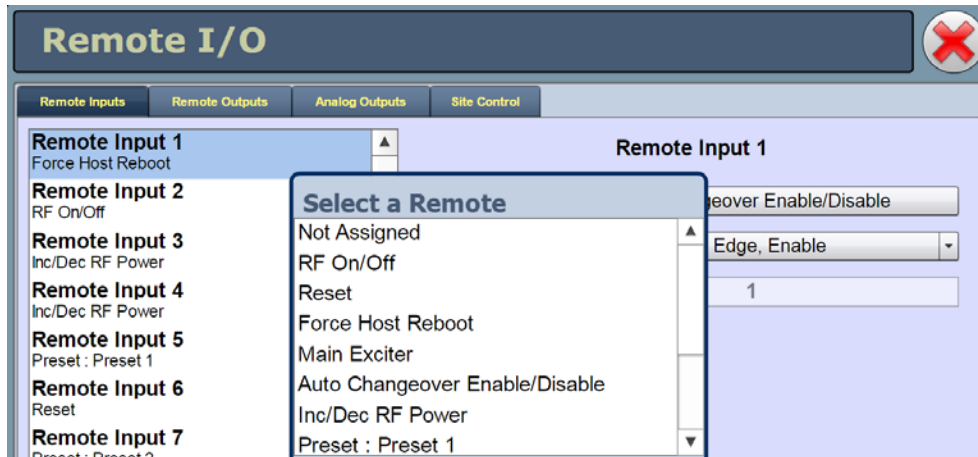 Remote I/O
Remote Inputs
Remote Outputs
Analog Outputs
Site Control
Remote Input 1
Force Host Reboot
Remote Input 2
RF On/Off
Remote Input 3
Inc/Dec RF Power
Remote Input 4
Inc/Dec RF Power
Remote Input 5
Preset : Preset 1
Remote Input 6
Reset
Remote Input 7
Select a Remote
Not Assigned
RF On/Off
Reset
Force Host Reboot
Main Exciter
Auto Changeover Enable/Disable
Inc/Dec RF Power
Preset : Preset 1
Remote Input 1
geover Enable/Disable
Edge, Enable
1